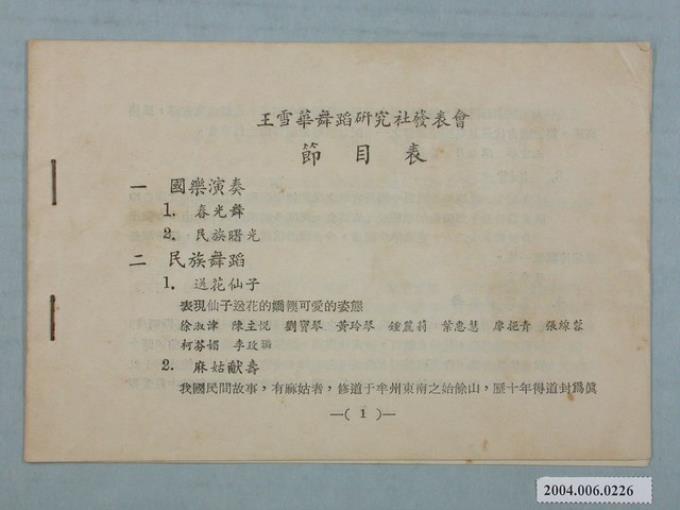 王雪華舞蹈研究社發表會
節目表
一 國樂演奏
1. 春光舞
2. 民族曙光
二 民族舞蹈
1. 送花仙子
表現仙子送花的嬌饒可愛的姿態
徐淑津 陳主悅 劉寶琴 黃玲琴 鍾麗莉 葉惠慧 廖挹青 張綠蓉
柯芬楣 李玫
2. 麻姑獻壽
我國民間故事，有麻姑者，修道于牟州東南之始餘山，歷十年得道封爲眞
—( 1 )—
2004.006.0226